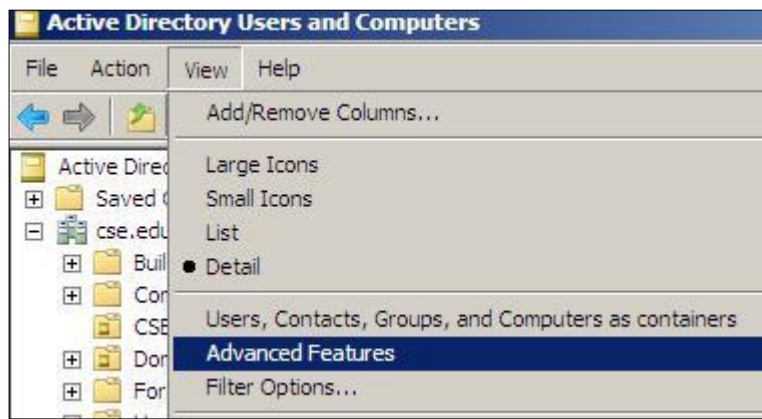 Active Directory Users and Computers
File Action View Help
Add/Remove Columns...
Active Direc
Large Icons
Saved
Small Icons
cse.edu
List
Buil
Detail
Cor
Users, Contacts, Groups, and Computers as containers
CSE
Advanced Features
Dor
Filter Options...
For